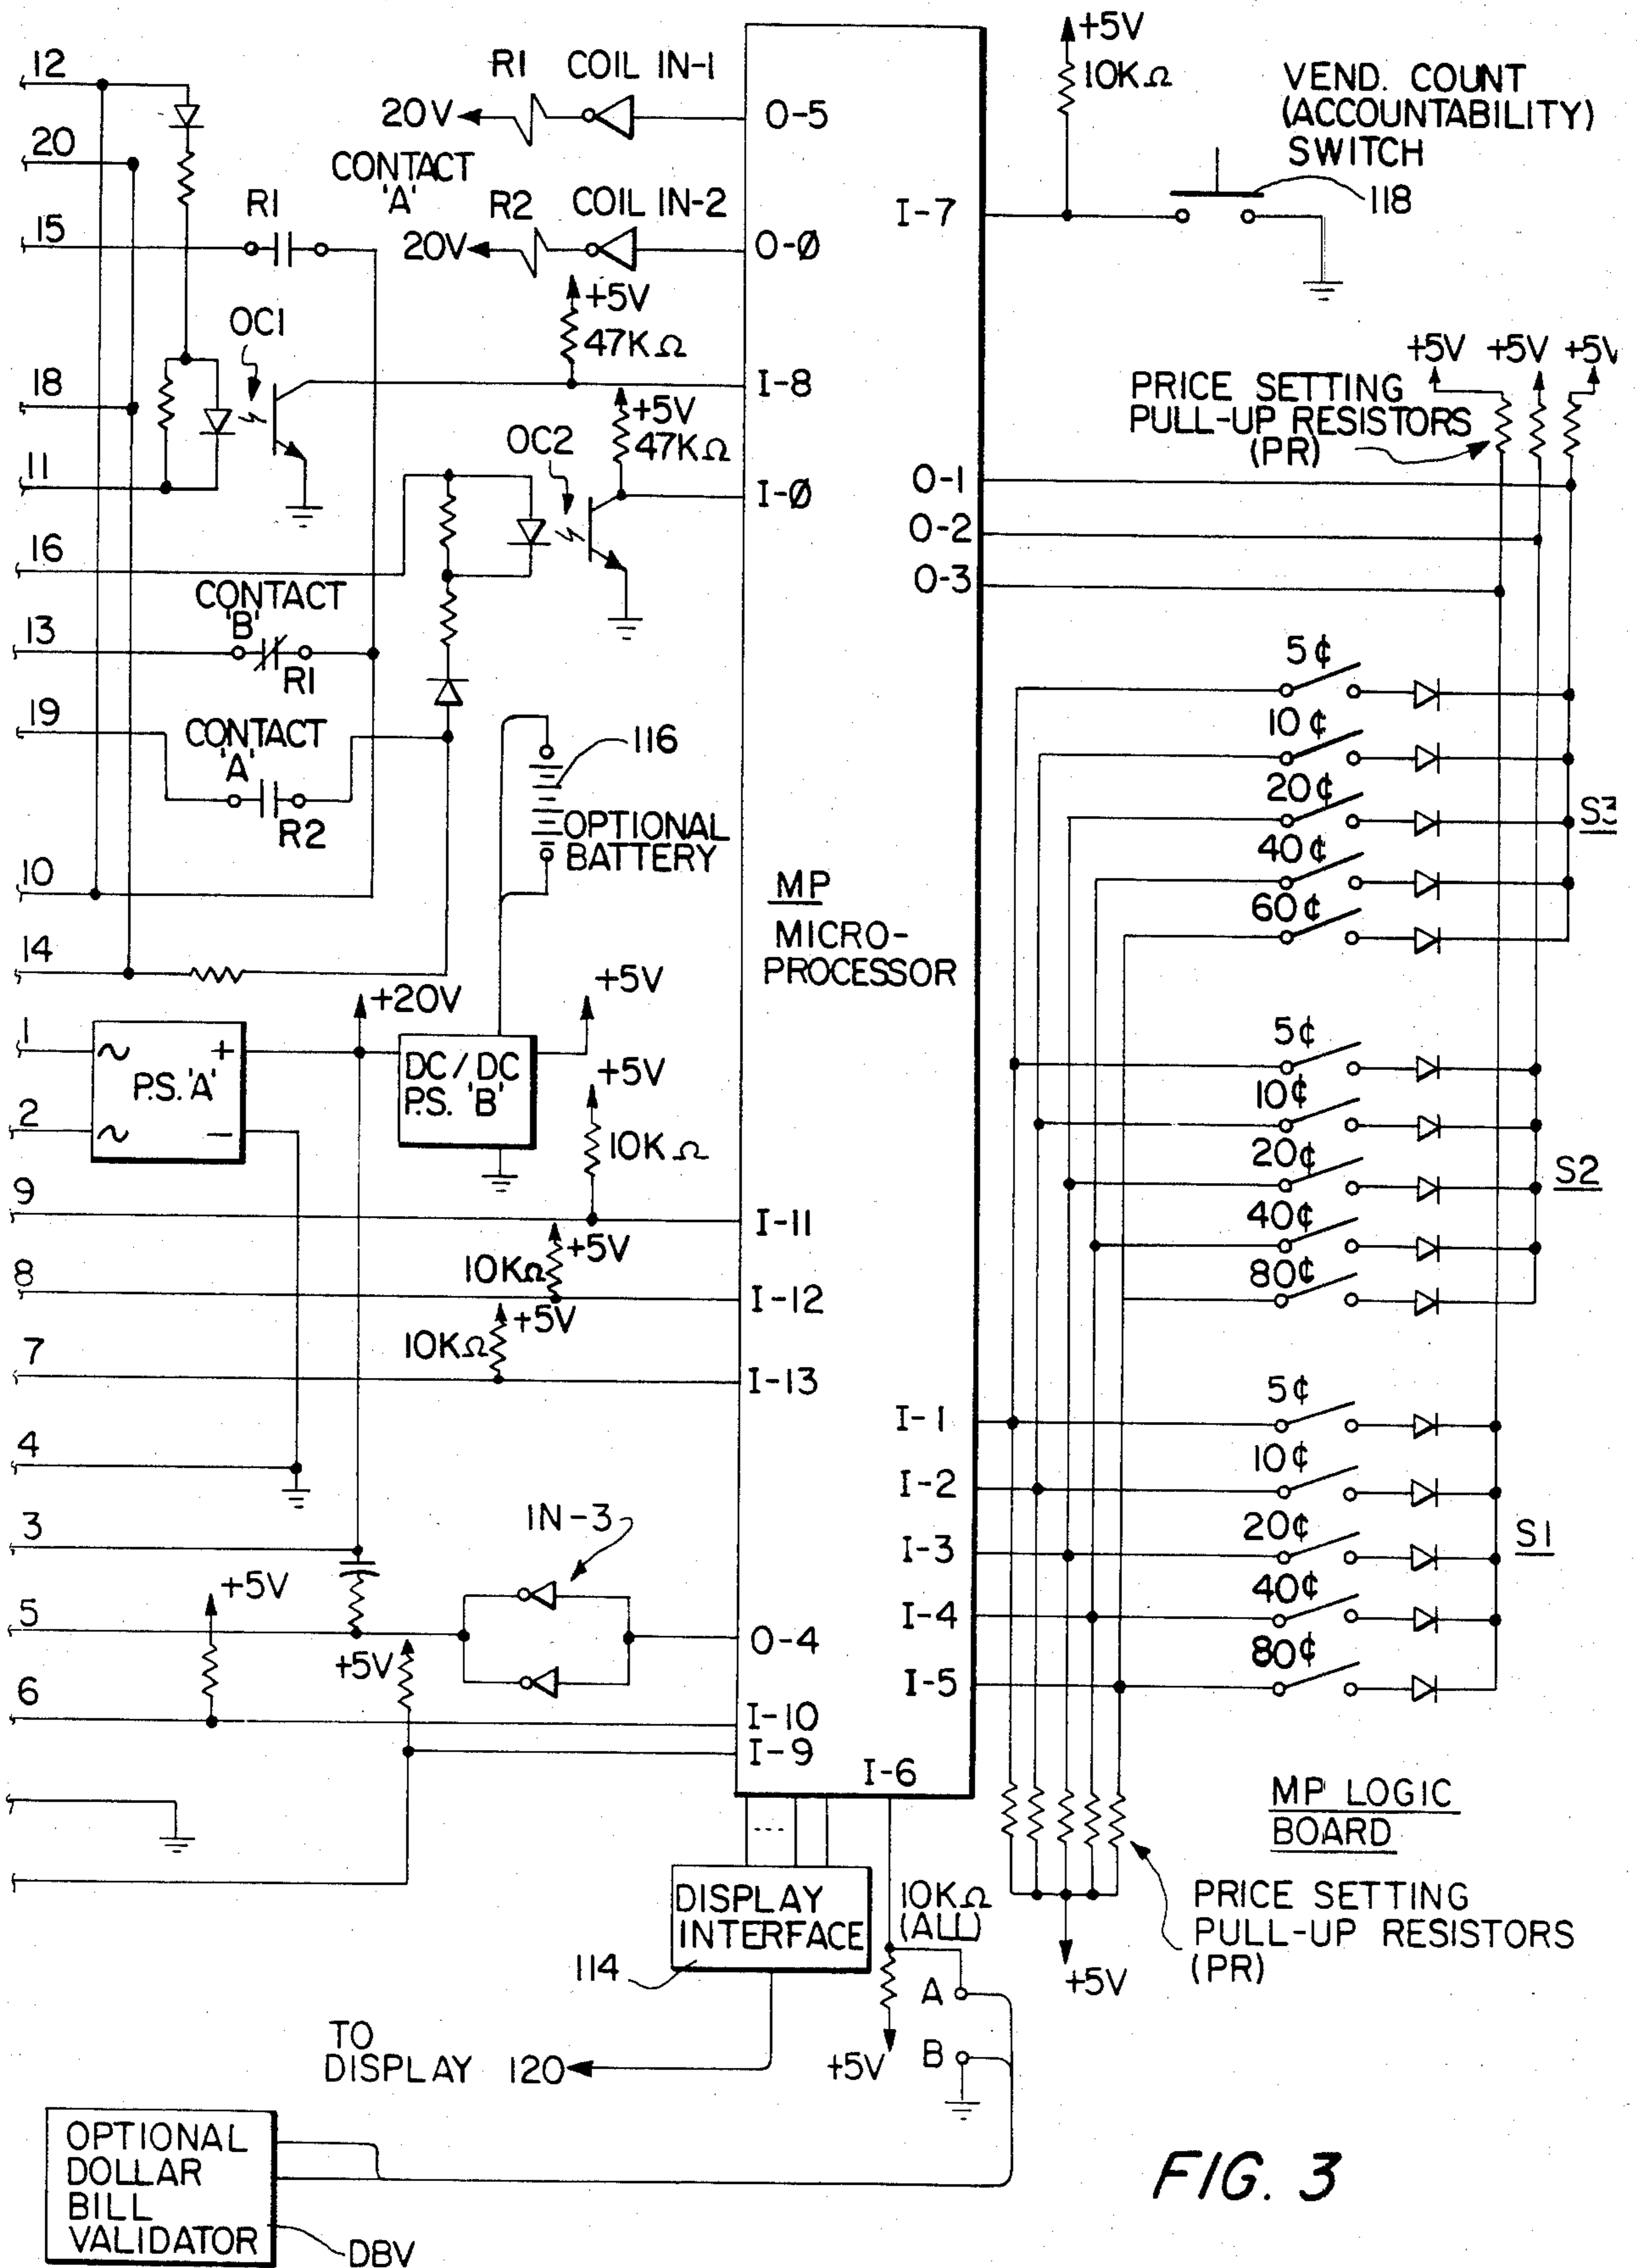 12
R1 COIL IN-1
20V
O-5
+5V
10KΩ
VEND. COUNT
(ACCOUNTABILITY)
SWITCH
118
20
CONTACT
'A'
R1
R2 COIL IN-2
20V
O-Ø
I-7
15
+5V
47KΩ
OC1
I-8
18
+5V
47KΩ
OC2
I-Ø
11
+5V +5V +5V
PRICE SETTING
PULL-UP RESISTORS
(PR)
O-1
O-2
O-3
16
CONTACT
'B'
13
R1
19
CONTACT
'A'
R2
116
OPTIONAL
BATTERY
10
MP
MICRO-
PROCESSOR
14
5¢
10¢
20¢
40¢
60¢
S3
+20V
+5V
1
~ +
P.S. 'A'
2
~ −
DC/DC
P.S. 'B'
+5V
10KΩ
9
I-11
+5V
10KΩ
8
I-12
+5V
10KΩ
7
I-13
5¢
10¢
20¢
40¢
80¢
S2
4
3
IN-3
+5V
5
O-4
+5V
6
I-10
I-9
I-6
I-1
I-2
I-3
I-4
I-5
5¢
10¢
20¢
40¢
80¢
S1
MP LOGIC
BOARD
PRICE SETTING
PULL-UP RESISTORS
(PR)
+5V
DISPLAY
INTERFACE
114
10KΩ
(ALL)
A
B
+5V
TO
DISPLAY 120
OPTIONAL
DOLLAR
BILL
VALIDATOR
DBV
FIG. 3